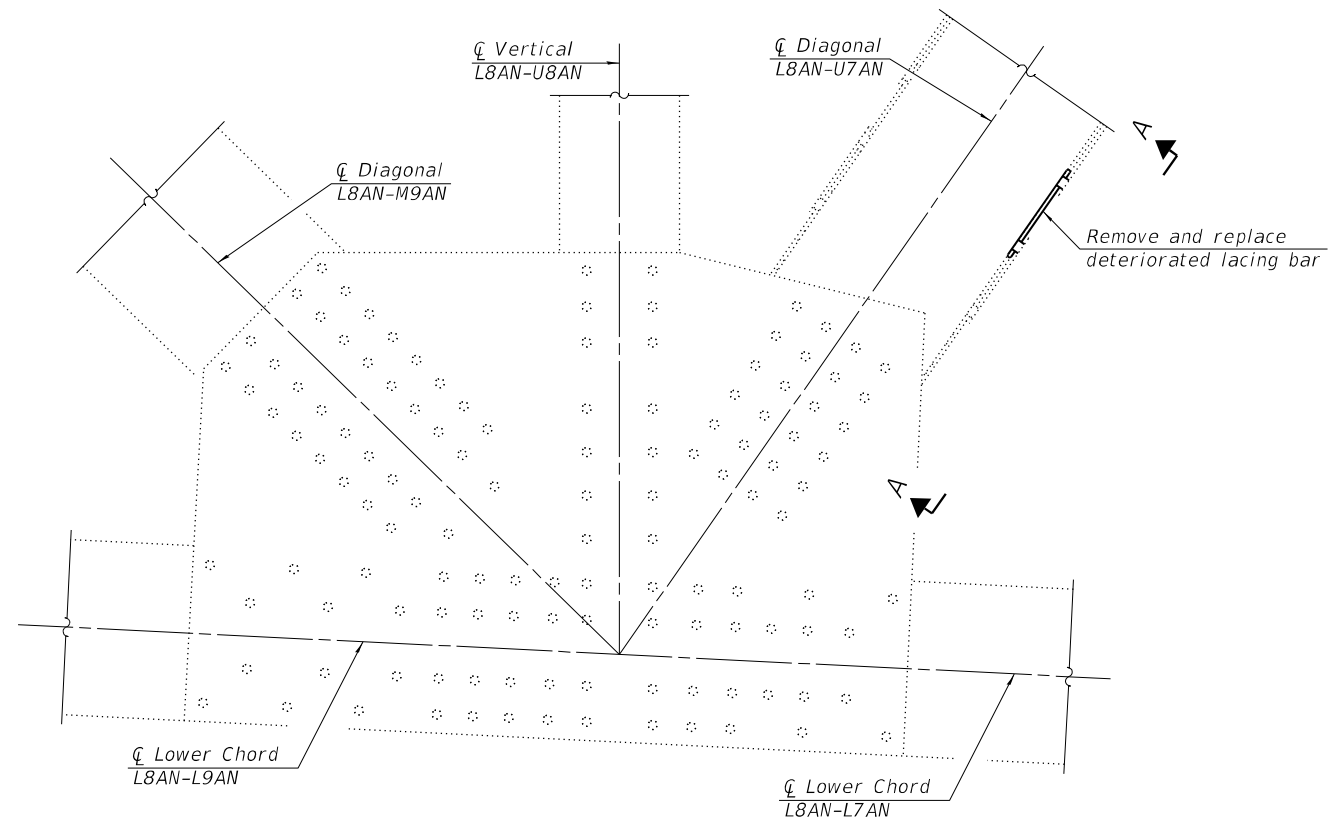 ℄ Vertical
L8AN-U8AN
℄ Diagonal
L8AN-U7AN
A
℄ Diagonal
L8AN-M9AN
Remove and replace
deteriorated lacing bar
A
℄ Lower Chord
L8AN-L9AN
℄ Lower Chord
L8AN-L7AN